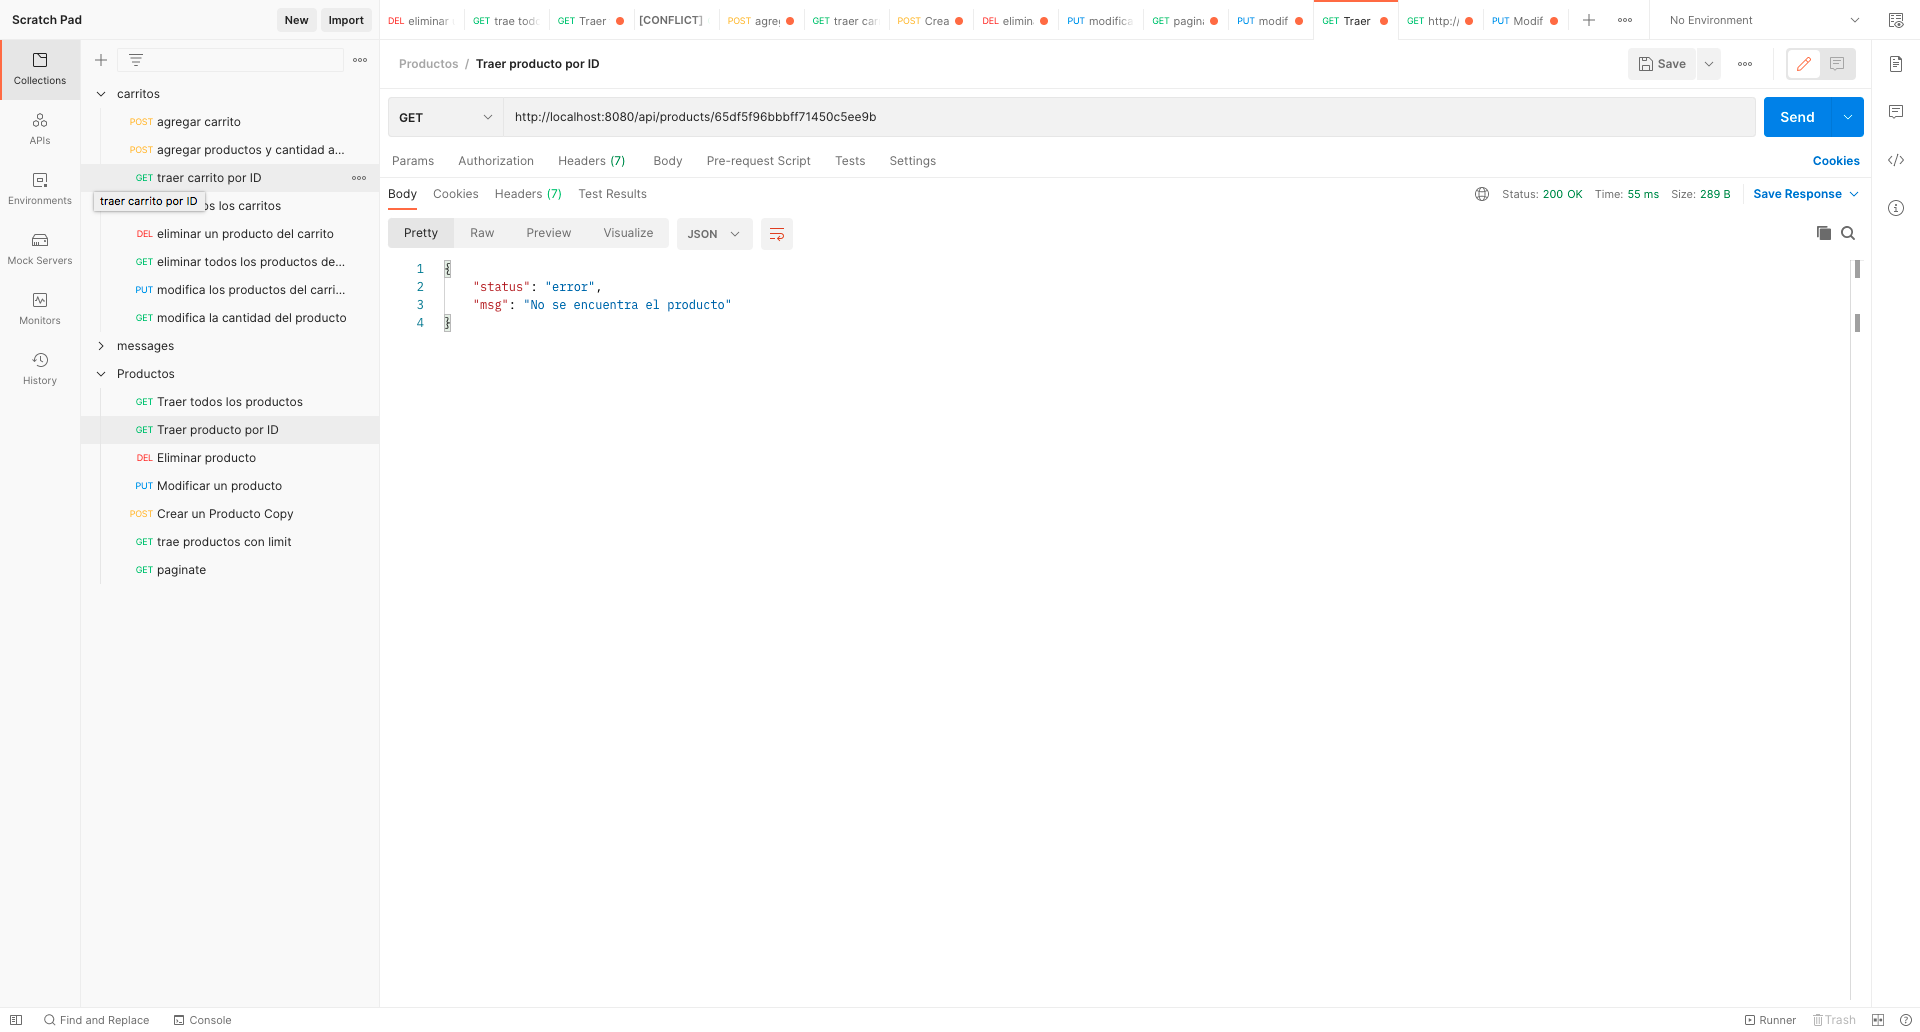 Scratch Pad
New
Import
DEL eliminar
GET trae todo
GET Traer
[CONFLICT]
POST agre
GET traer car
POST Crea
DEL elimin
PUT modifica
GET pagin
PUT modif
GET Traer
GET http://
PUT Modif
No Environment
Collections
APIs
Environments
Mock Servers
Monitors
History
carritos
POST agregar carrito
POST agregar productos y cantidad a...
GET traer carrito por ID
traer carrito por ID
os los carritos
DEL eliminar un producto del carrito
GET eliminar todos los productos de...
PUT modifica los productos del carri...
GET modifica la cantidad del producto
messages
Productos
GET Traer todos los productos
GET Traer producto por ID
DEL Eliminar producto
PUT Modificar un producto
POST Crear un Producto Copy
GET trae productos con limit
GET paginate
Productos / Traer producto por ID
Save
GET
http://localhost:8080/api/products/65df5f96bbbff71450c5ee9b
Send
Params Authorization Headers (7) Body Pre-request Script Tests Settings
Cookies
Body Cookies Headers (7) Test Results
Status: 200 OK Time: 55 ms Size: 289 B
Save Response
Pretty Raw Preview Visualize JSON
1 {
2 "status": "error",
3 "msg": "No se encuentra el producto"
4 }
Find and Replace
Console
Runner
Trash